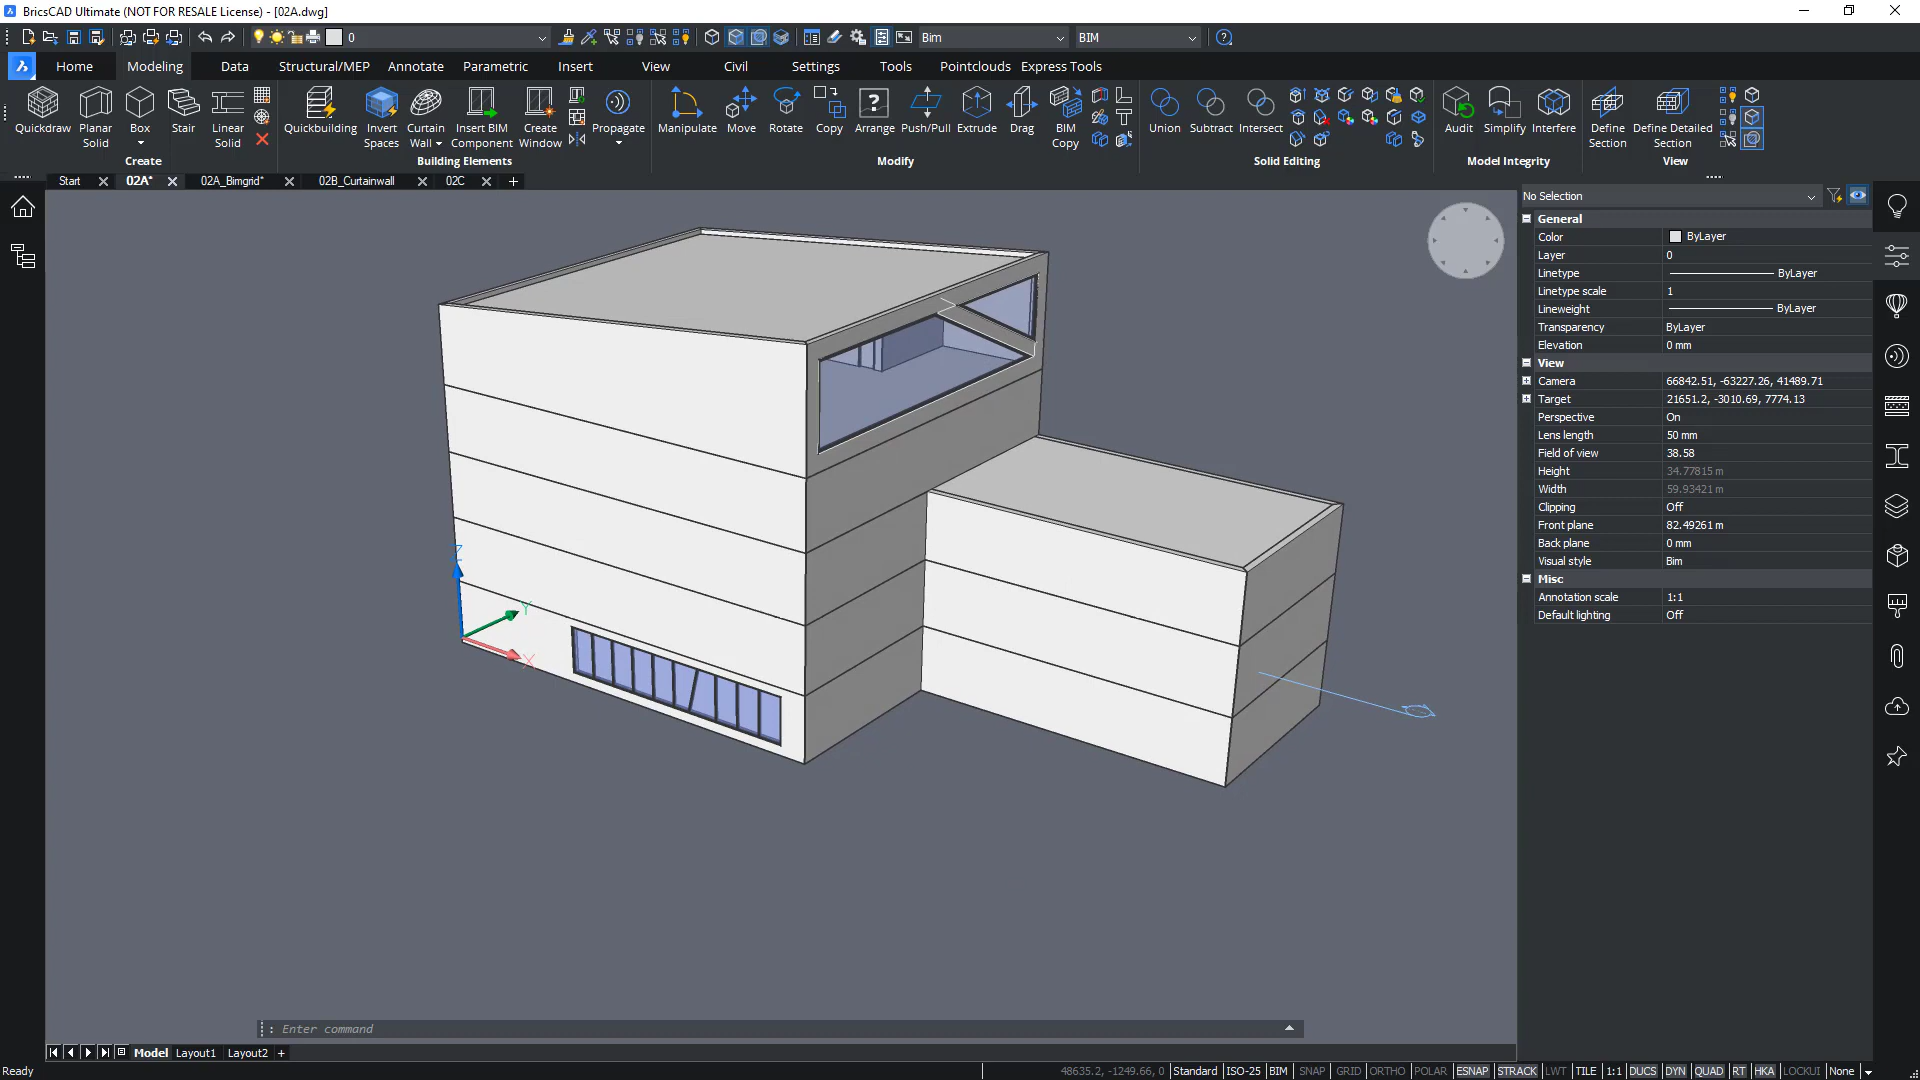 BricsCAD Ultimate (NOT FOR RESALE License) - [02A.dwg]
0
Bim
BIM
Home Modeling Data Structural/MEP Annotate Parametric Insert View Civil Settings Tools Pointclouds Express Tools
Quickdraw
Planar Solid
Box
Stair
Linear Solid
Create
Quickbuilding
Invert Spaces
Curtain Wall
Insert BIM Component
Create Window
Propagate
Building Elements
Manipulate
Move
Rotate
Copy
Arrange
Push/Pull
Extrude
Drag
BIM Copy
Modify
Union
Subtract
Intersect
Solid Editing
Audit
Simplify
Interfere
Model Integrity
Define Section
Define Detailed Section
View
Start 02A* 02A_Bimgrid* 02B_Curtainwall 02C
No Selection
General
Color ByLayer
Layer 0
Linetype ByLayer
Linetype scale 1
Lineweight ByLayer
Transparency ByLayer
Elevation 0 mm
View
Camera 66842.51, -63227.26, 41489.71
Target 21651.2, -3010.69, 7774.13
Perspective On
Lens length 50 mm
Field of view 38.58
Height 34.77815 m
Width 59.93421 m
Clipping Off
Front plane 82.49261 m
Back plane 0 mm
Visual style Bim
Misc
Annotation scale 1:1
Default lighting Off
Z
Y
X
: Enter command
Model Layout1 Layout2 +
Ready
48635.2, -1249.66, 0 Standard ISO-25 BIM SNAP GRID ORTHO POLAR ESNAP STRACK LWT TILE 1:1 DUCS DYN QUAD RT HKA LOCKUI None